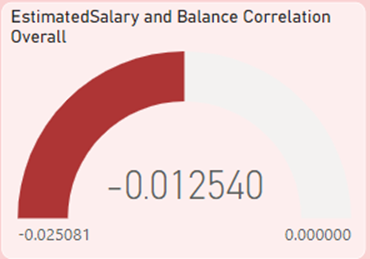 EstimatedSalary and Balance Correlation
Overall
-0.012540
-0.025081
0.000000